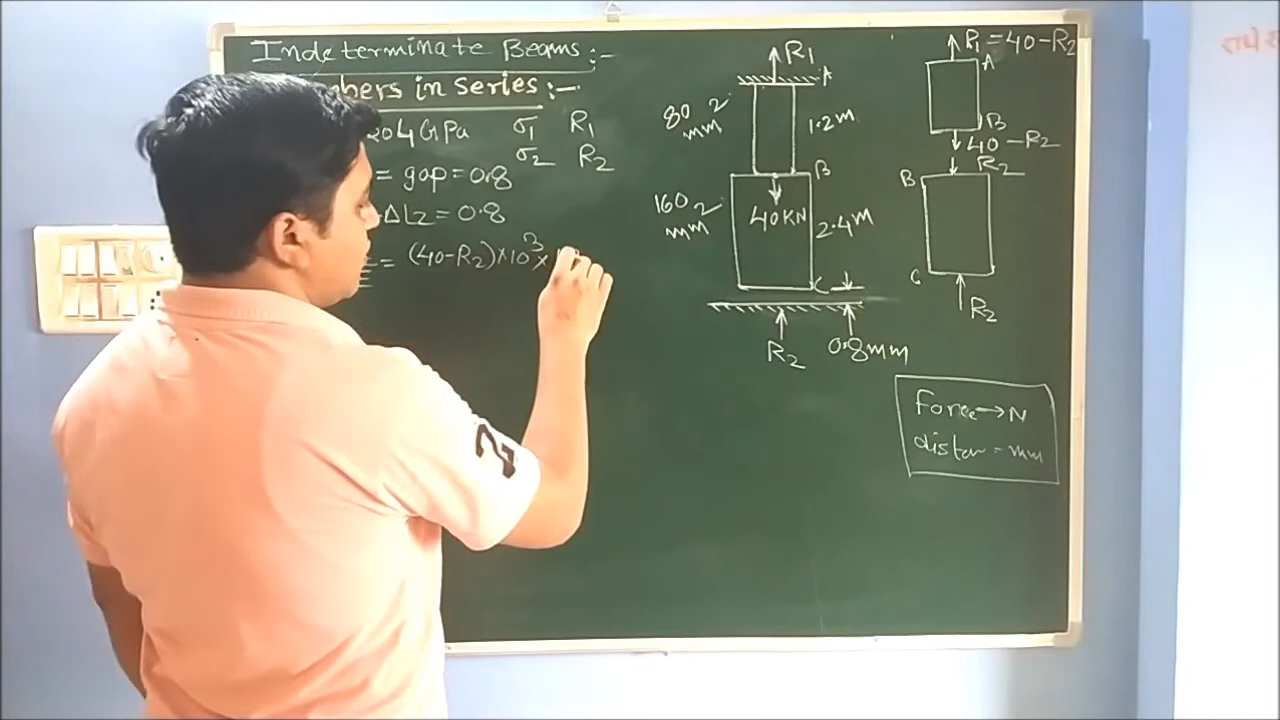 Indeterminate Beams:-
mbers in series:-
204 GPa σ1 R1
σ2 R2
= gap = 0.8
ΔL2 = 0.8
= (40-R2)×10³×
R1
A
80 mm²
1.2m
B
160 mm²
40KN
2.4m
C
R2
0.8mm
R1=40-R2
A
B
40-R2
R2
B
C
R2
Force→N
distan = mm